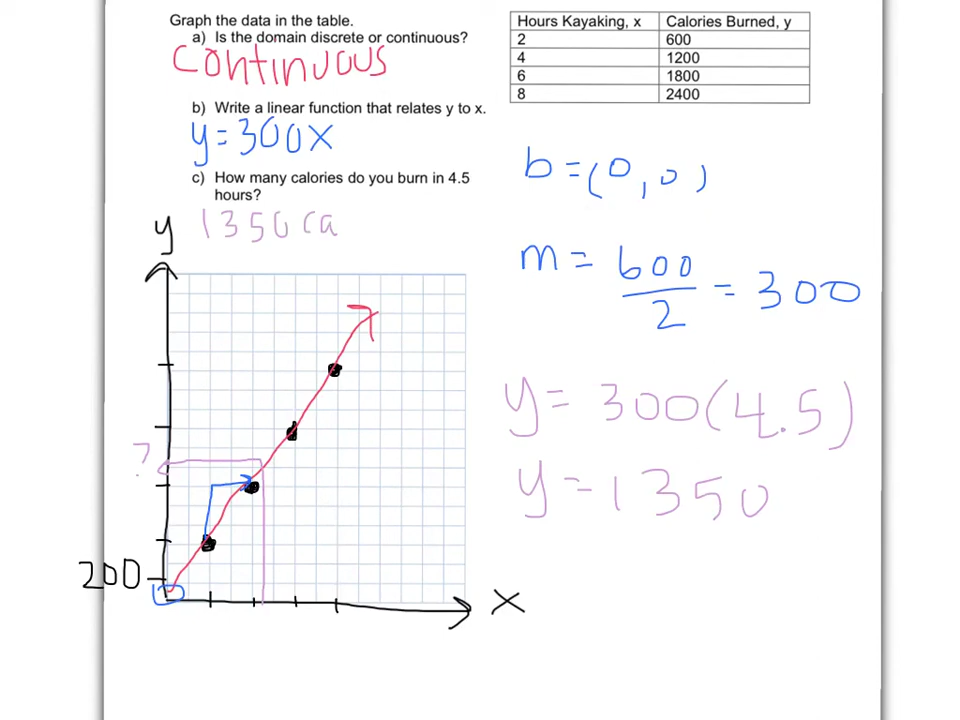 Graph the data in the table.
a) Is the domain discrete or continuous?
continuous
b) Write a linear function that relates y to x.
y=300x
c) How many calories do you burn in 4.5
hours?
1350 ca
Hours Kayaking, x Calories Burned, y
2 600
4 1200
6 1800
8 2400
b = (0,0)
m = 600/2 = 300
y = 300(4.5)
y = 1350
y
?
200
x